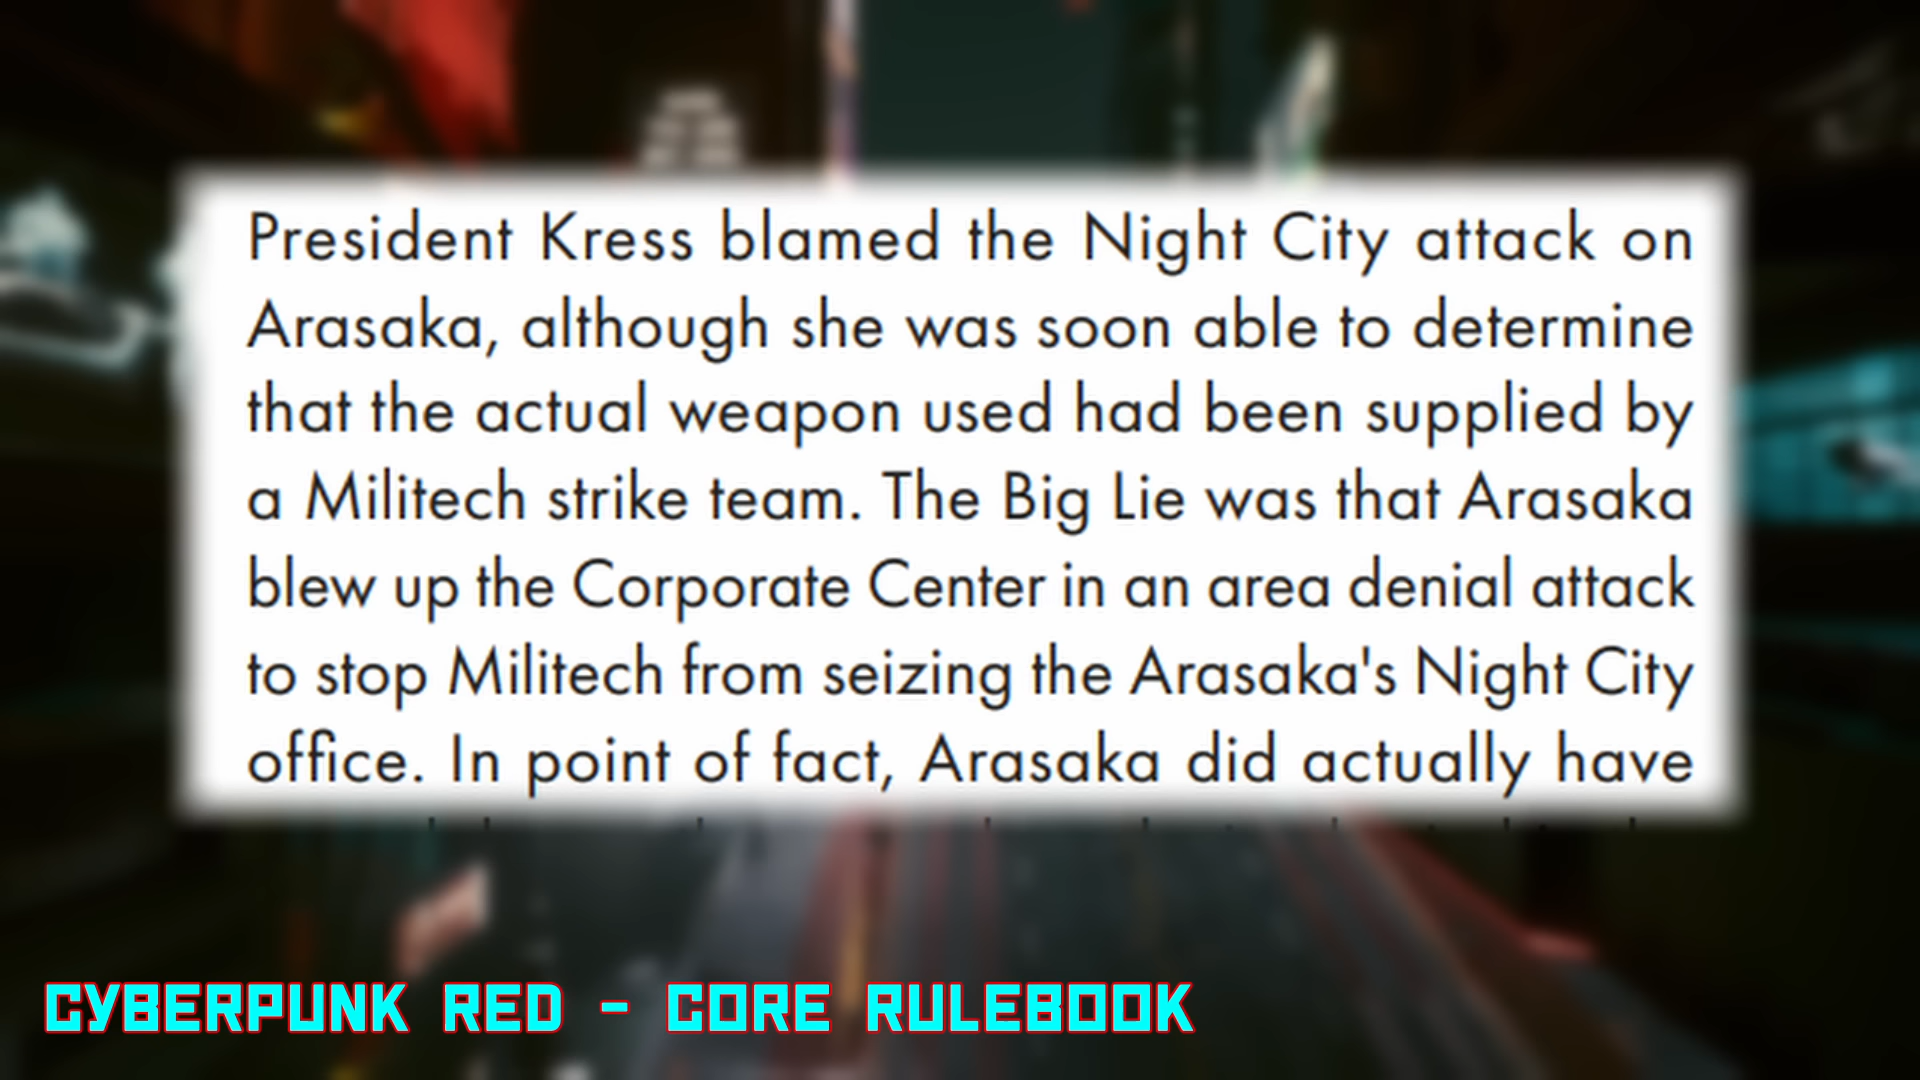 President Kress blamed the Night City attack on
Arasaka, although she was soon able to determine
that the actual weapon used had been supplied by
a Militech strike team. The Big Lie was that Arasaka
blew up the Corporate Center in an area denial attack
to stop Militech from seizing the Arasaka's Night City
office. In point of fact, Arasaka did actually have
CYBERPUNK RED - CORE RULEBOOK